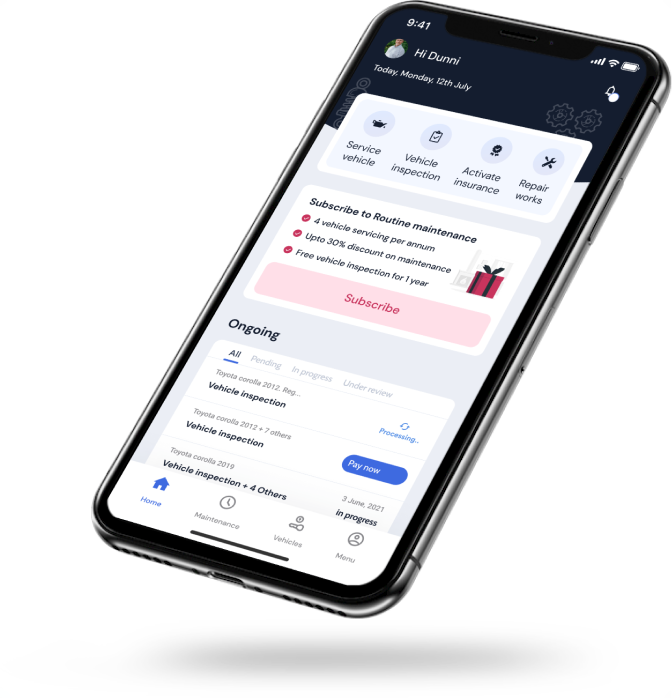 9:41
Hi Dunni
Today, Monday, 12th July
Service
vehicle
Vehicle
inspection
Activate
insurance
Repair
works
Subscribe to Routine maintenance
4 vehicle servicing per annum
Upto 30% discount on maintenance
Free vehicle inspection for 1 year
Subscribe
Ongoing
All
Pending
In progress
Under review
Toyota corolla 2012. Reg...
Vehicle inspection
Processing..
Toyota corolla 2012 + 7 others
Vehicle inspection
Pay now
Toyota corolla 2019
Vehicle inspection + 4 Others
3 June, 2021
in progress
Home
Maintenance
Vehicles
Menu